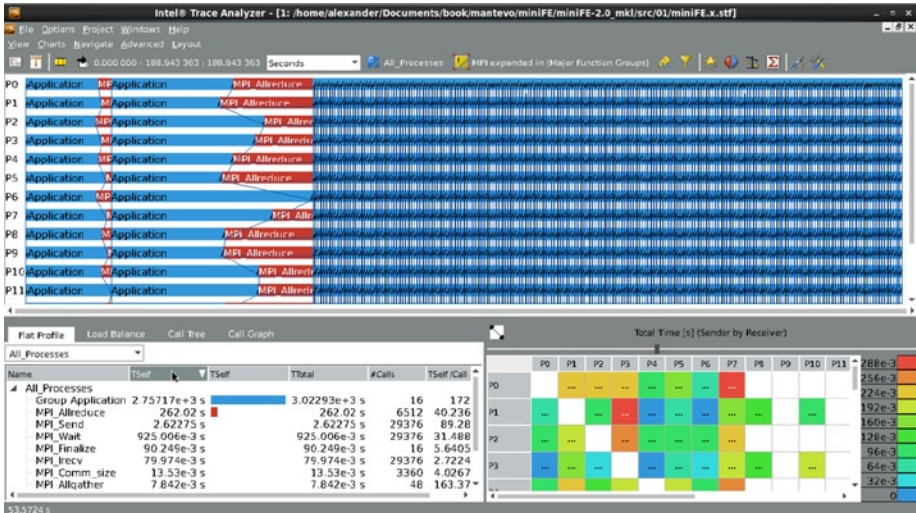 Intel® Trace Analyzer - [1: /home/alexander/Documents/book/mantevo/miniFE/miniFE-2.0_mkl/src/01/miniFE.x.stf]
File Options Project Windows Help
View Charts Navigate Advanced Layout
0.000 000 - 188.943 363 : 188.943 363 Seconds All_Processes MPI expanded in (Major Function Groups)
P0 Application MP Application MPI_Allreduce
P1 Application M Application MPI_Allreduce
P2 Application MP Application MPI_Allre
P3 Application M Application MPI_Allredu
P4 Application MP Application MPI_Allreduce
P5 Application Application MPI_Allreduce
P6 Application MP Application
P7 Application Application MPI_All
P8 Application M Application MPI_Allreduce
P9 Application Application MPI_Allreduce
P10 Application M Application MPI_Allred
P11 Application Application MPI_Allred
Flat Profile Load Balance Call Tree Call Graph
All_Processes
Name TSelf TSelf TTotal #Calls TSelf /Call
All_Processes
Group Application 2.75717e+3 s 3.02293e+3 s 16 172
MPI_Allreduce 262.02 s 262.02 s 6512 40.236
MPI_Send 2.62275 s 2.62275 s 29376 89.28
MPI_Wait 925.006e-3 s 925.006e-3 s 29376 31.488
MPI_Finalize 90.249e-3 s 90.249e-3 s 16 5.6405
MPI_Irecv 79.974e-3 s 79.974e-3 s 29376 2.7224
MPI_Comm_size 13.53e-3 s 13.53e-3 s 3360 4.0267
MPI_Allgather 7.842e-3 s 7.842e-3 s 48 163.37
Total Time [s] (Sender by Receiver)
P0 P1 P2 P3 P4 P5 P6 P7 P8 P9 P10 P11
P0
P1
P2
P3
288e-3
256e-3
224e-3
192e-3
160e-3
128e-3
96e-3
64e-3
32e-3
0
53.5724 s